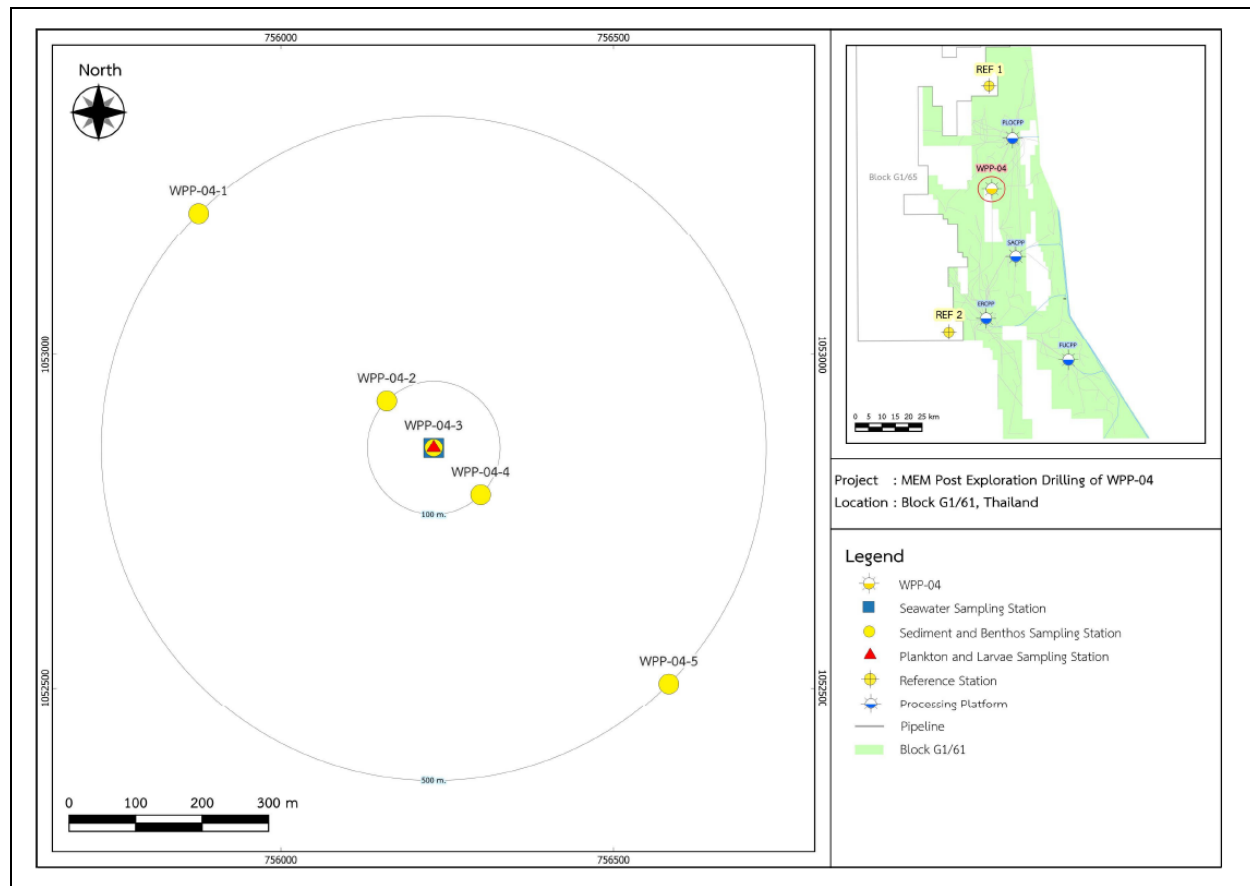 756000
756500
North
WPP-04-1
1053000
1053000
WPP-04-2
WPP-04-3
WPP-04-4
100 m.
WPP-04-5
1052500
1052500
500 m.
0 100 200 300 m
756000
756500
REF 1
PLOCPP
WPP-04
Block G1/65
SACPP
ERCPP
REF 2
FUCPP
0 5 10 15 20 25 km
Project : MEM Post Exploration Drilling of WPP-04
Location : Block G1/61, Thailand
Legend
WPP-04
Seawater Sampling Station
Sediment and Benthos Sampling Station
Plankton and Larvae Sampling Station
Reference Station
Processing Platform
Pipeline
Block G1/61